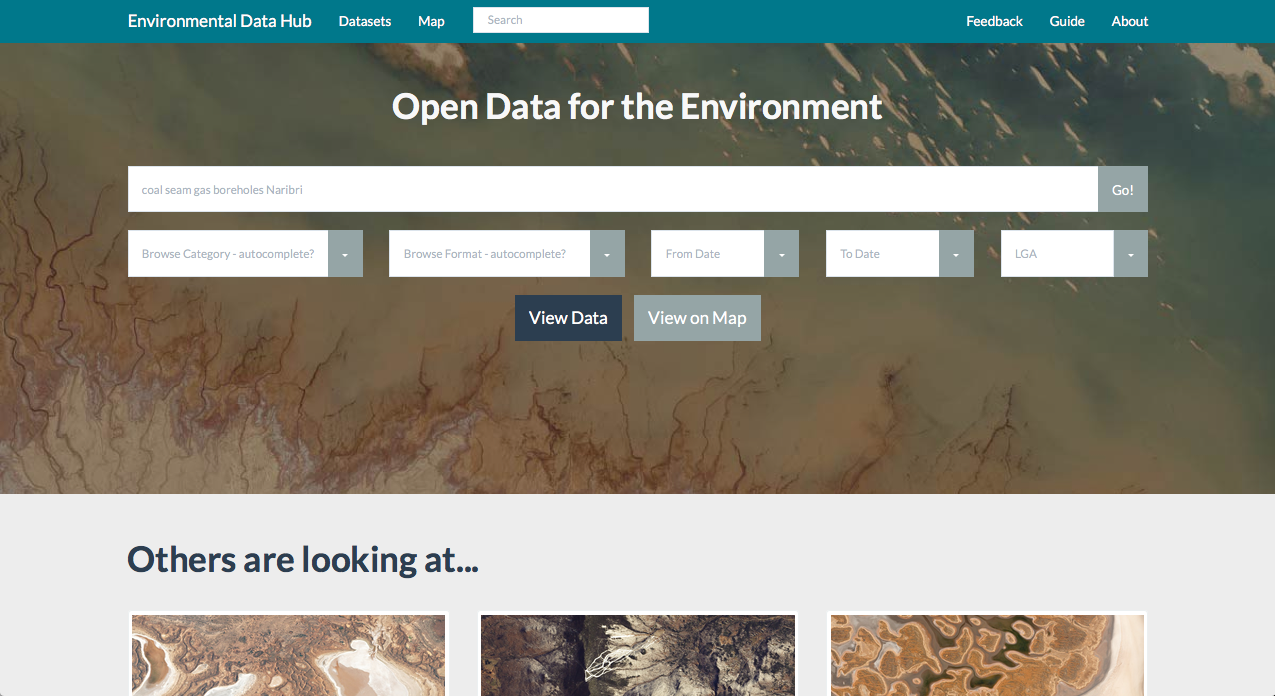 Environmental Data Hub Datasets Map Search Feedback Guide About
Open Data for the Environment
coal seam gas boreholes Naribri Go!
Browse Category - autocomplete? Browse Format - autocomplete? From Date To Date LGA
View Data View on Map
Others are looking at...